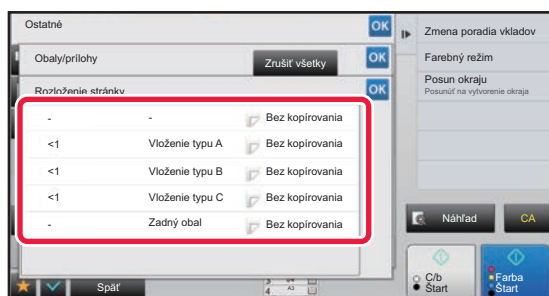 Ostatné
OK
Obaly/prílohy
Zrušiť všetky
OK
Rozloženie stránky
OK
- - Bez kopírovania
<1 Vloženie typu A Bez kopírovania
<1 Vloženie typu B Bez kopírovania
<1 Vloženie typu C Bez kopírovania
- Zadný obal Bez kopírovania
Späť
4 A3
Zmena poradia vkladov
Farebný režim
Posun okraju
Posunúť na vytvorenie okraja
Náhľad
CA
C/b
Štart
Farba
Štart